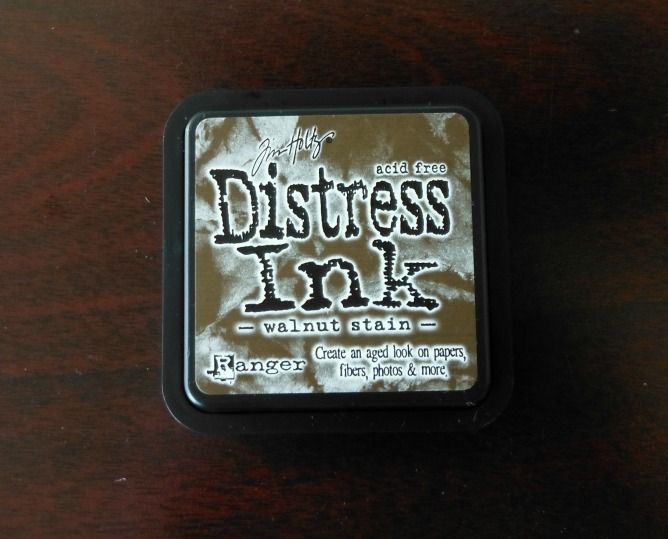 Tim Holtz
acid free
Distress
Ink
– walnut stain –
Ranger
Create an aged look on papers,
fibers, photos & more